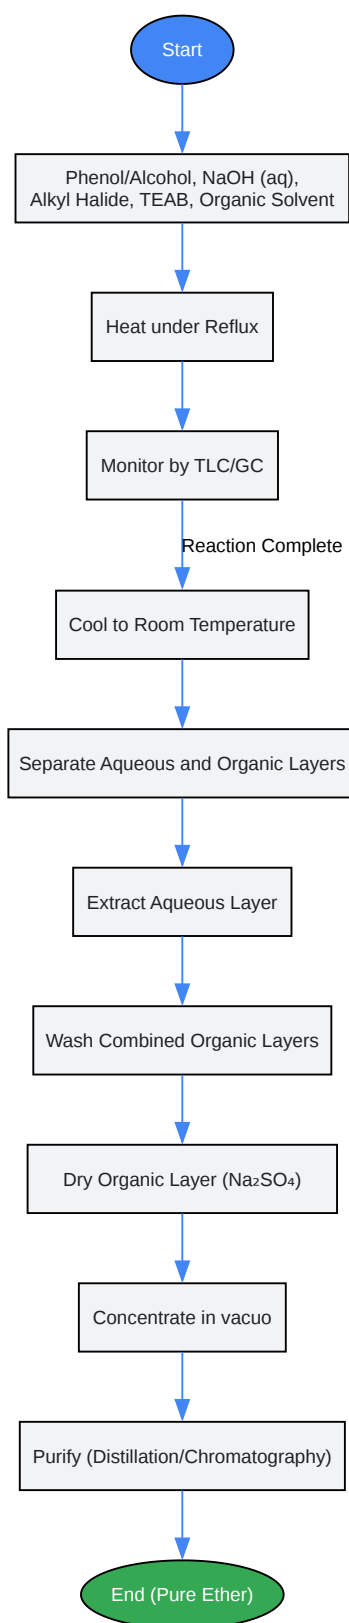 Start
Phenol/Alcohol, NaOH (aq),
Alkyl Halide, TEAB, Organic Solvent
Heat under Reflux
Monitor by TLC/GC
Reaction Complete
Cool to Room Temperature
Separate Aqueous and Organic Layers
Extract Aqueous Layer
Wash Combined Organic Layers
Dry Organic Layer (Na₂SO₄)
Concentrate in vacuo
Purify (Distillation/Chromatography)
End (Pure Ether)